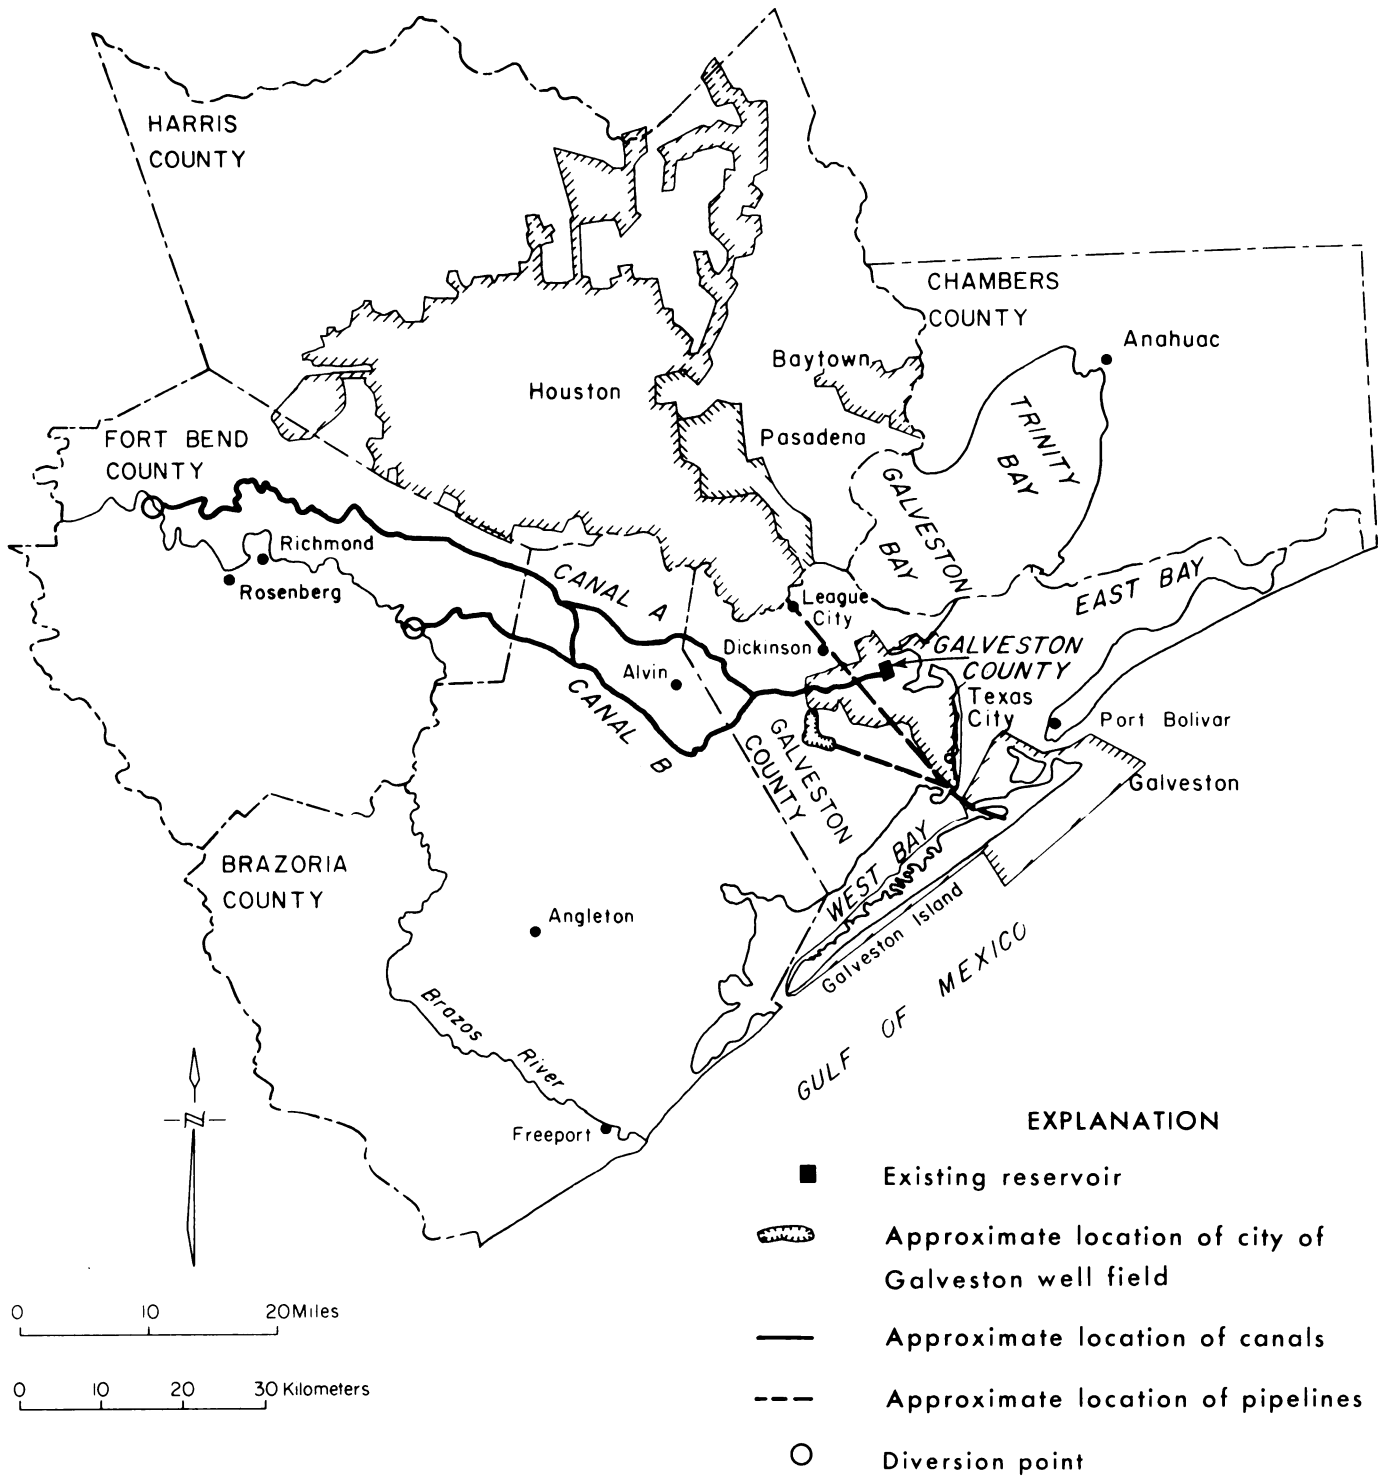 HARRIS
COUNTY
CHAMBERS
COUNTY
Anahuac
Baytown
Houston
TRINITY
BAY
Pasadena
FORT BEND
COUNTY
GALVESTON
BAY
Richmond
Rosenberg
CANAL A
EAST BAY
League
City
Dickinson
GALVESTON
COUNTY
Alvin
Texas
City
CANAL B
Port Bolivar
GALVESTON
COUNTY
Galveston
BRAZORIA
COUNTY
WEST BAY
Angleton
Galveston Island
GULF OF MEXICO
Brazos River
Freeport
N
EXPLANATION
Existing reservoir
Approximate location of city of
Galveston well field
Approximate location of canals
Approximate location of pipelines
Diversion point
0 10 20 Miles
0 10 20 30 Kilometers